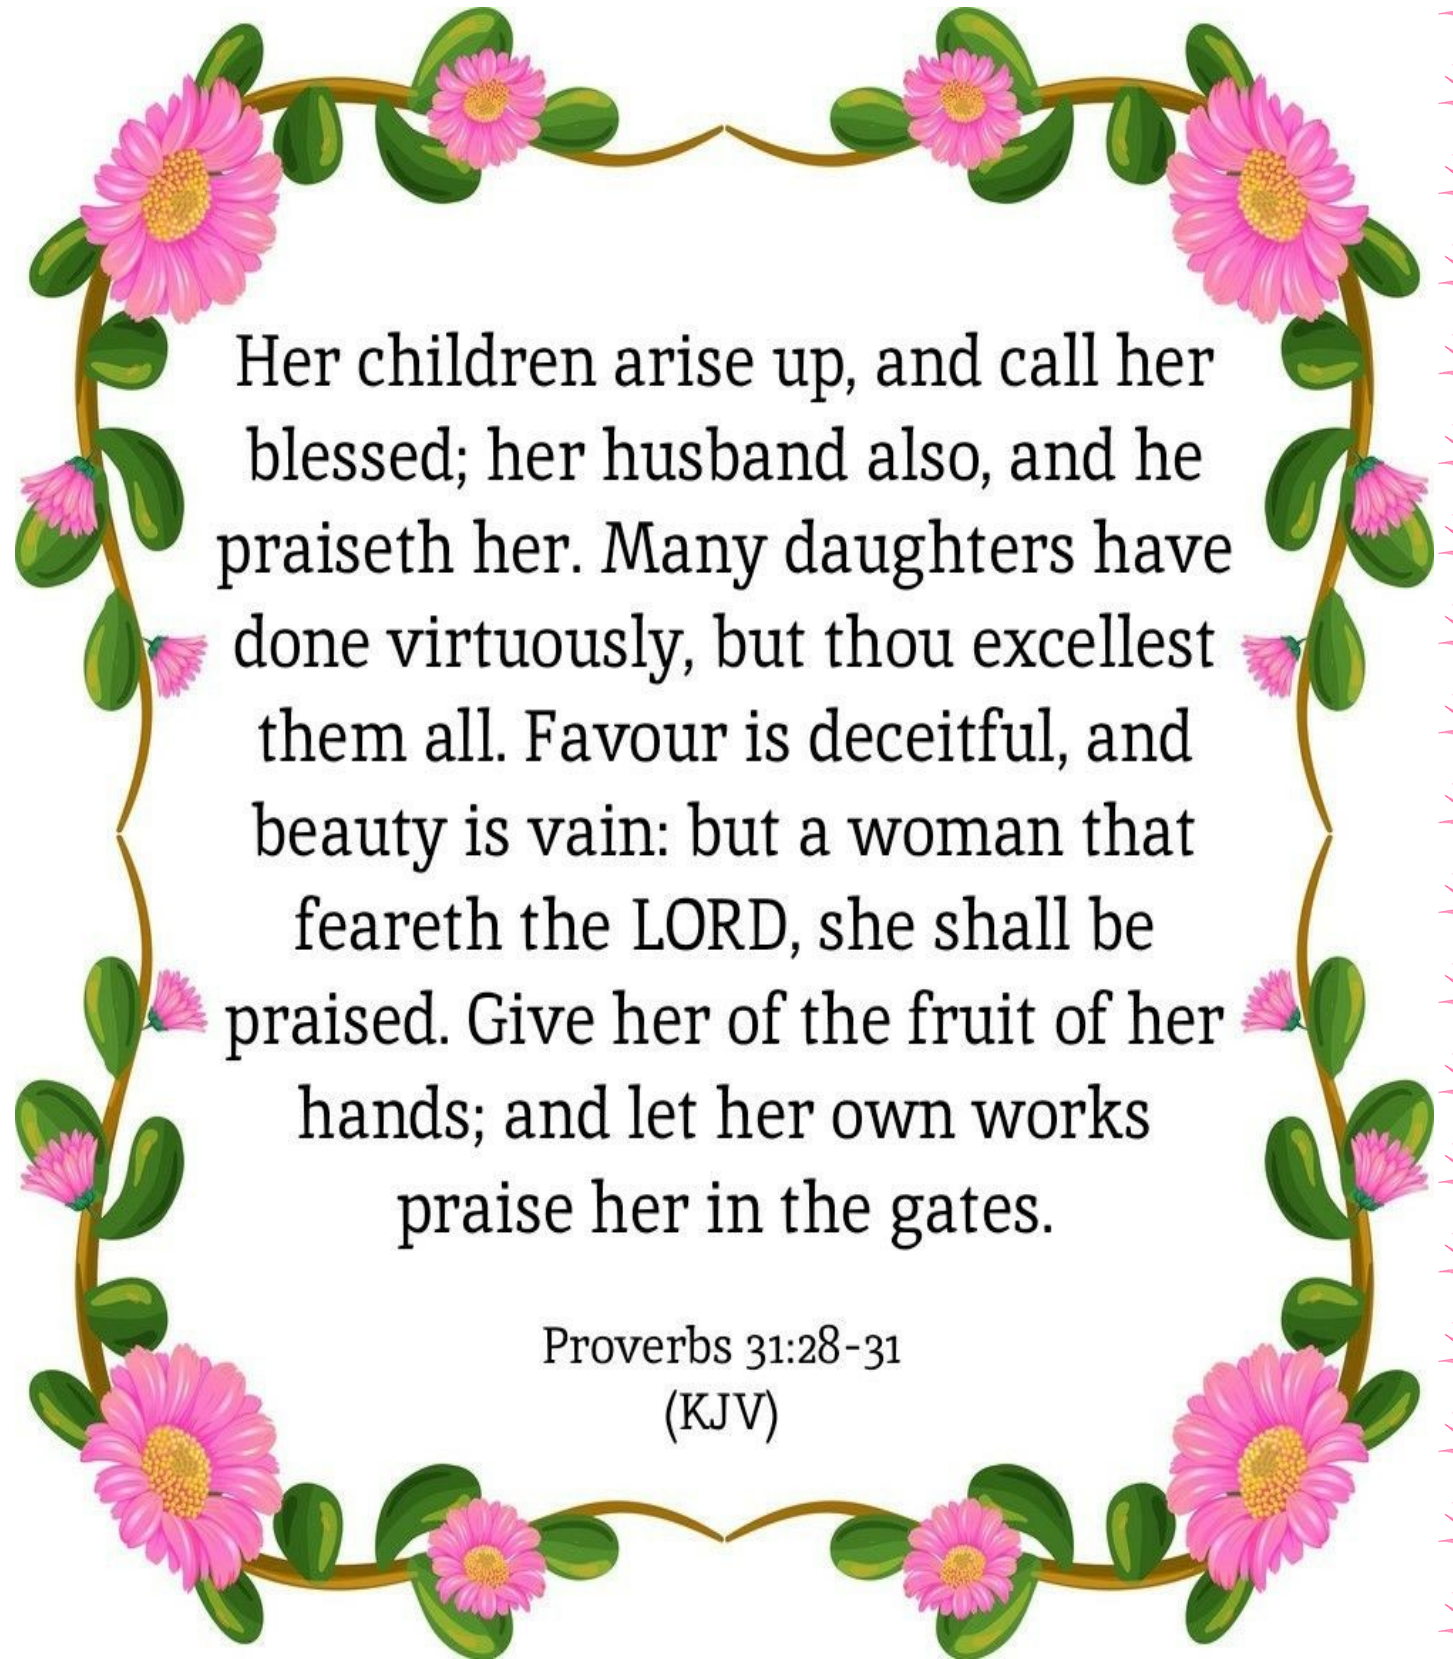 Her children arise up, and call her
blessed; her husband also, and he
praiseth her. Many daughters have
done virtuously, but thou excellest
them all. Favour is deceitful, and
beauty is vain: but a woman that
feareth the LORD, she shall be
praised. Give her of the fruit of her
hands; and let her own works
praise her in the gates.
Proverbs 31:28-31
(KJV)